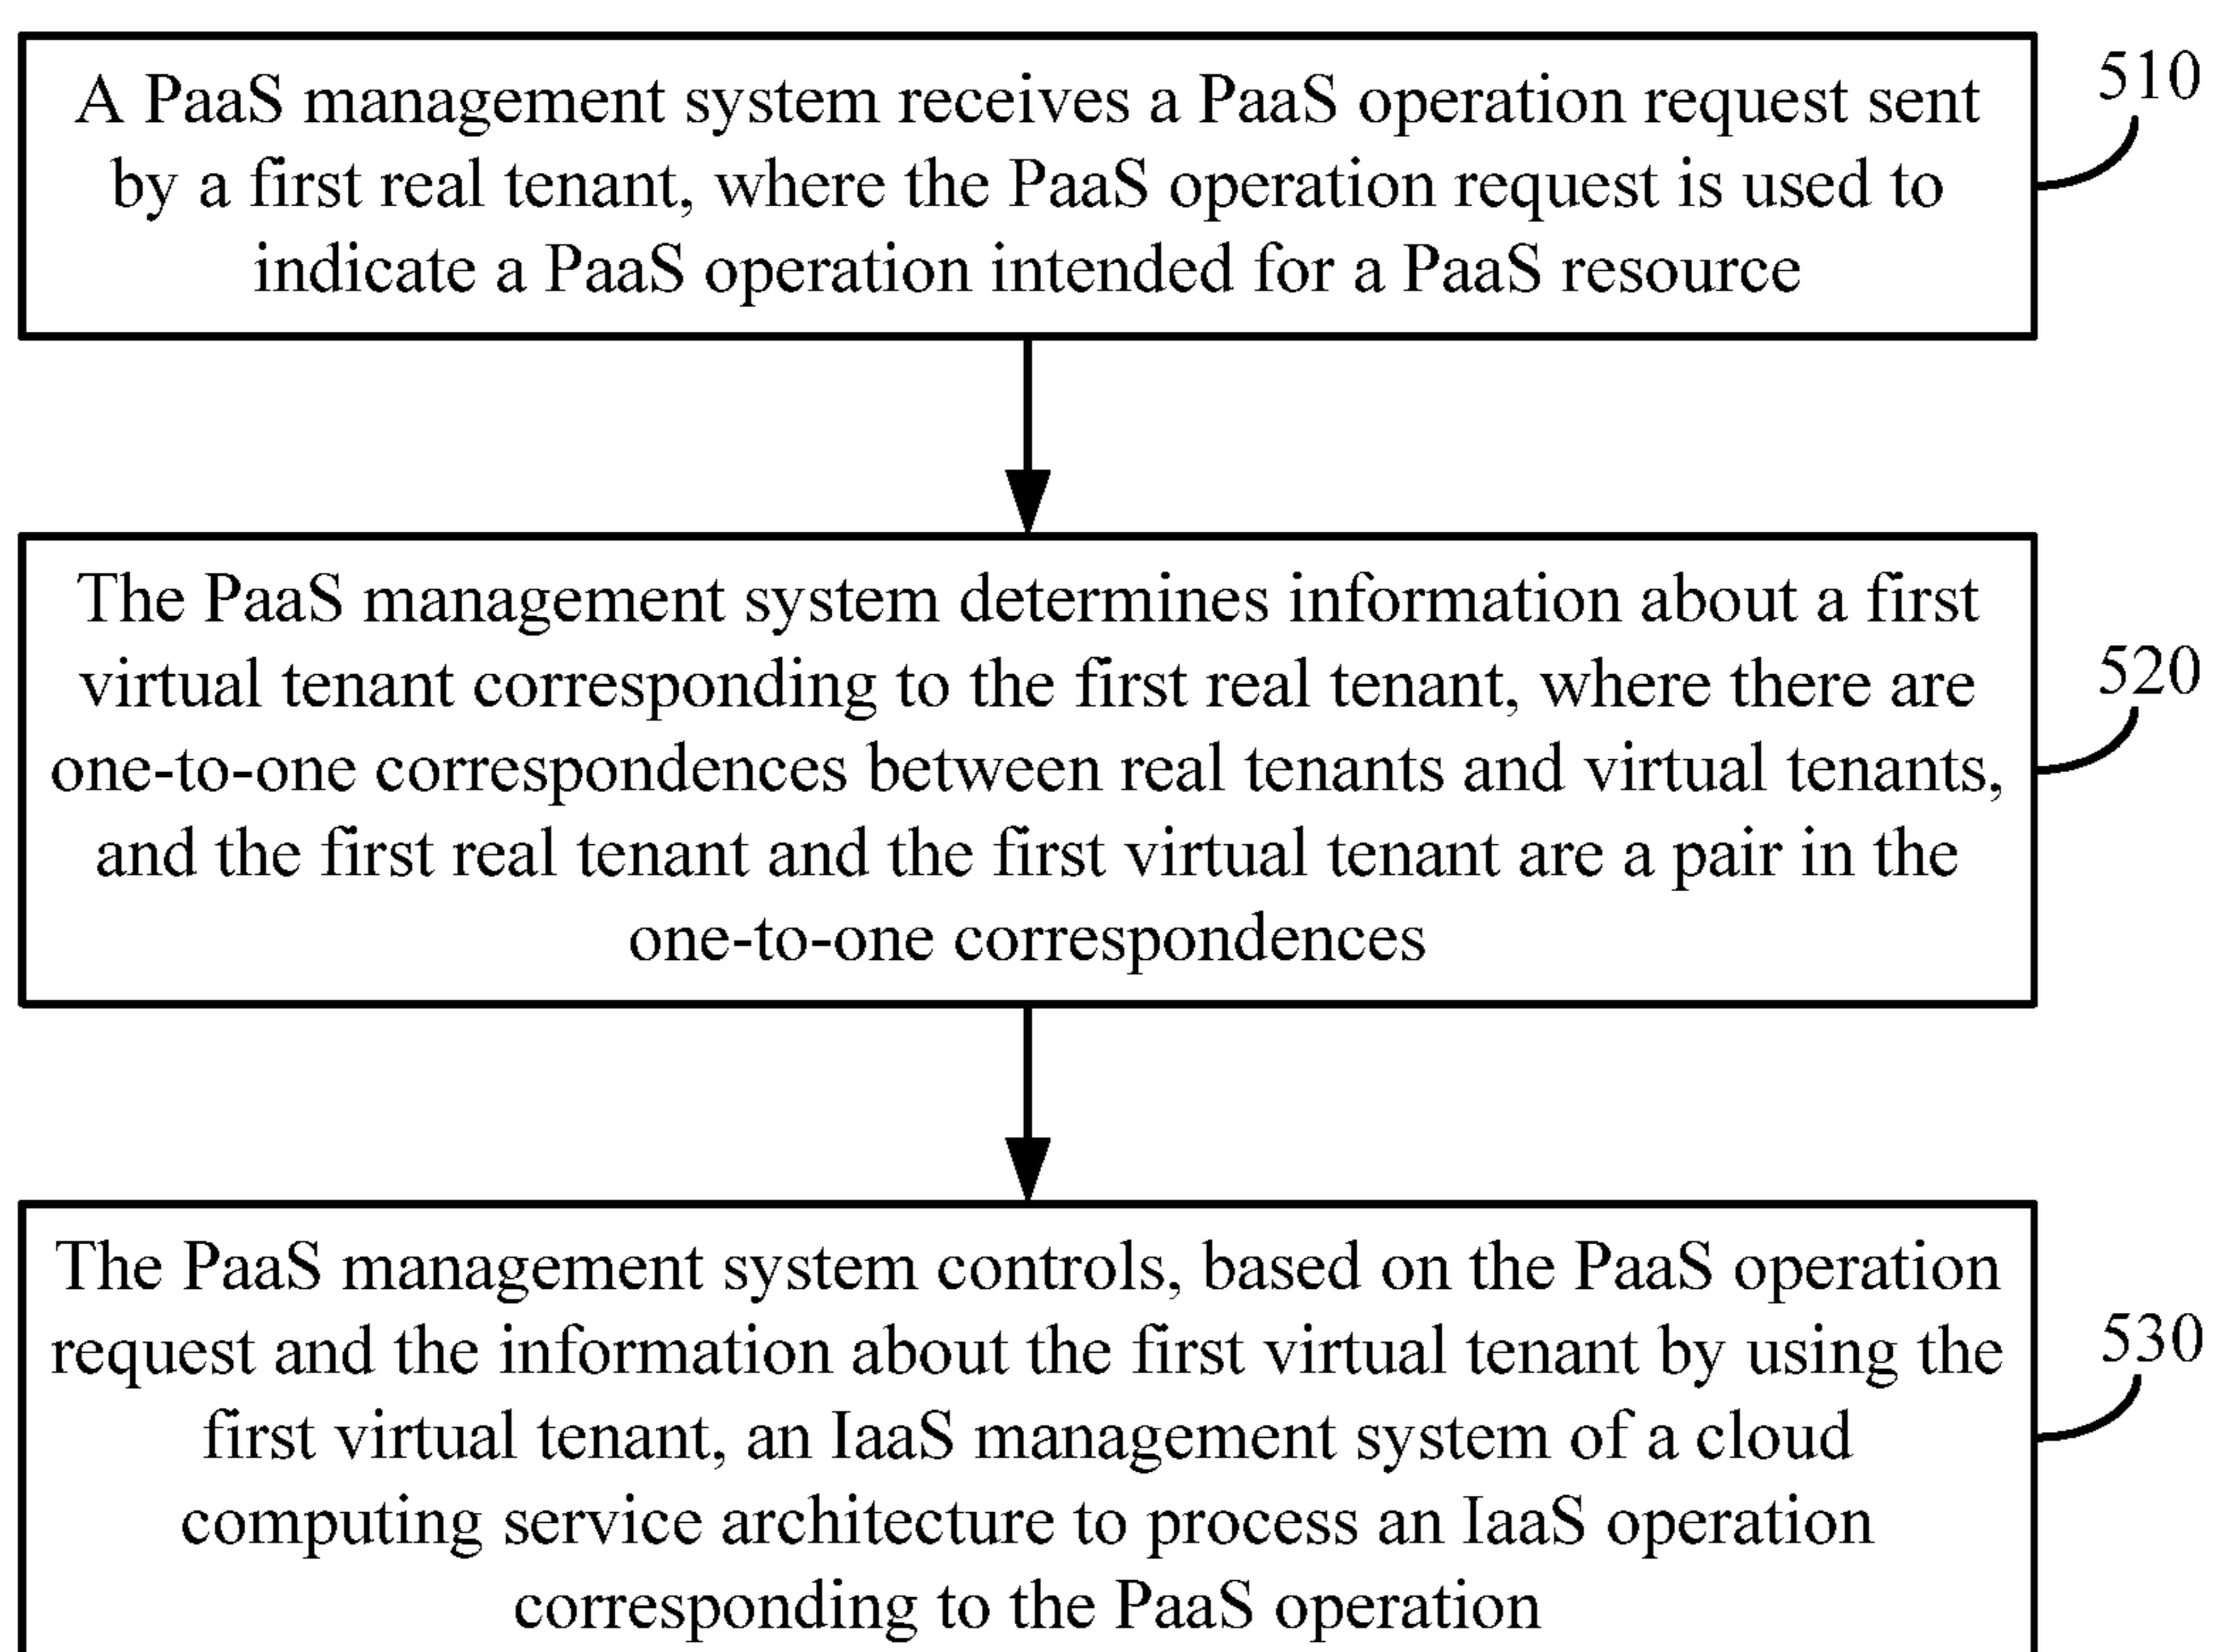 A PaaS management system receives a PaaS operation request sent
by a first real tenant, where the PaaS operation request is used to
indicate a PaaS operation intended for a PaaS resource
510
The PaaS management system determines information about a first
virtual tenant corresponding to the first real tenant, where there are
one-to-one correspondences between real tenants and virtual tenants,
and the first real tenant and the first virtual tenant are a pair in the
one-to-one correspondences
520
The PaaS management system controls, based on the PaaS operation
request and the information about the first virtual tenant by using the
first virtual tenant, an IaaS management system of a cloud
computing service architecture to process an IaaS operation
corresponding to the PaaS operation
530